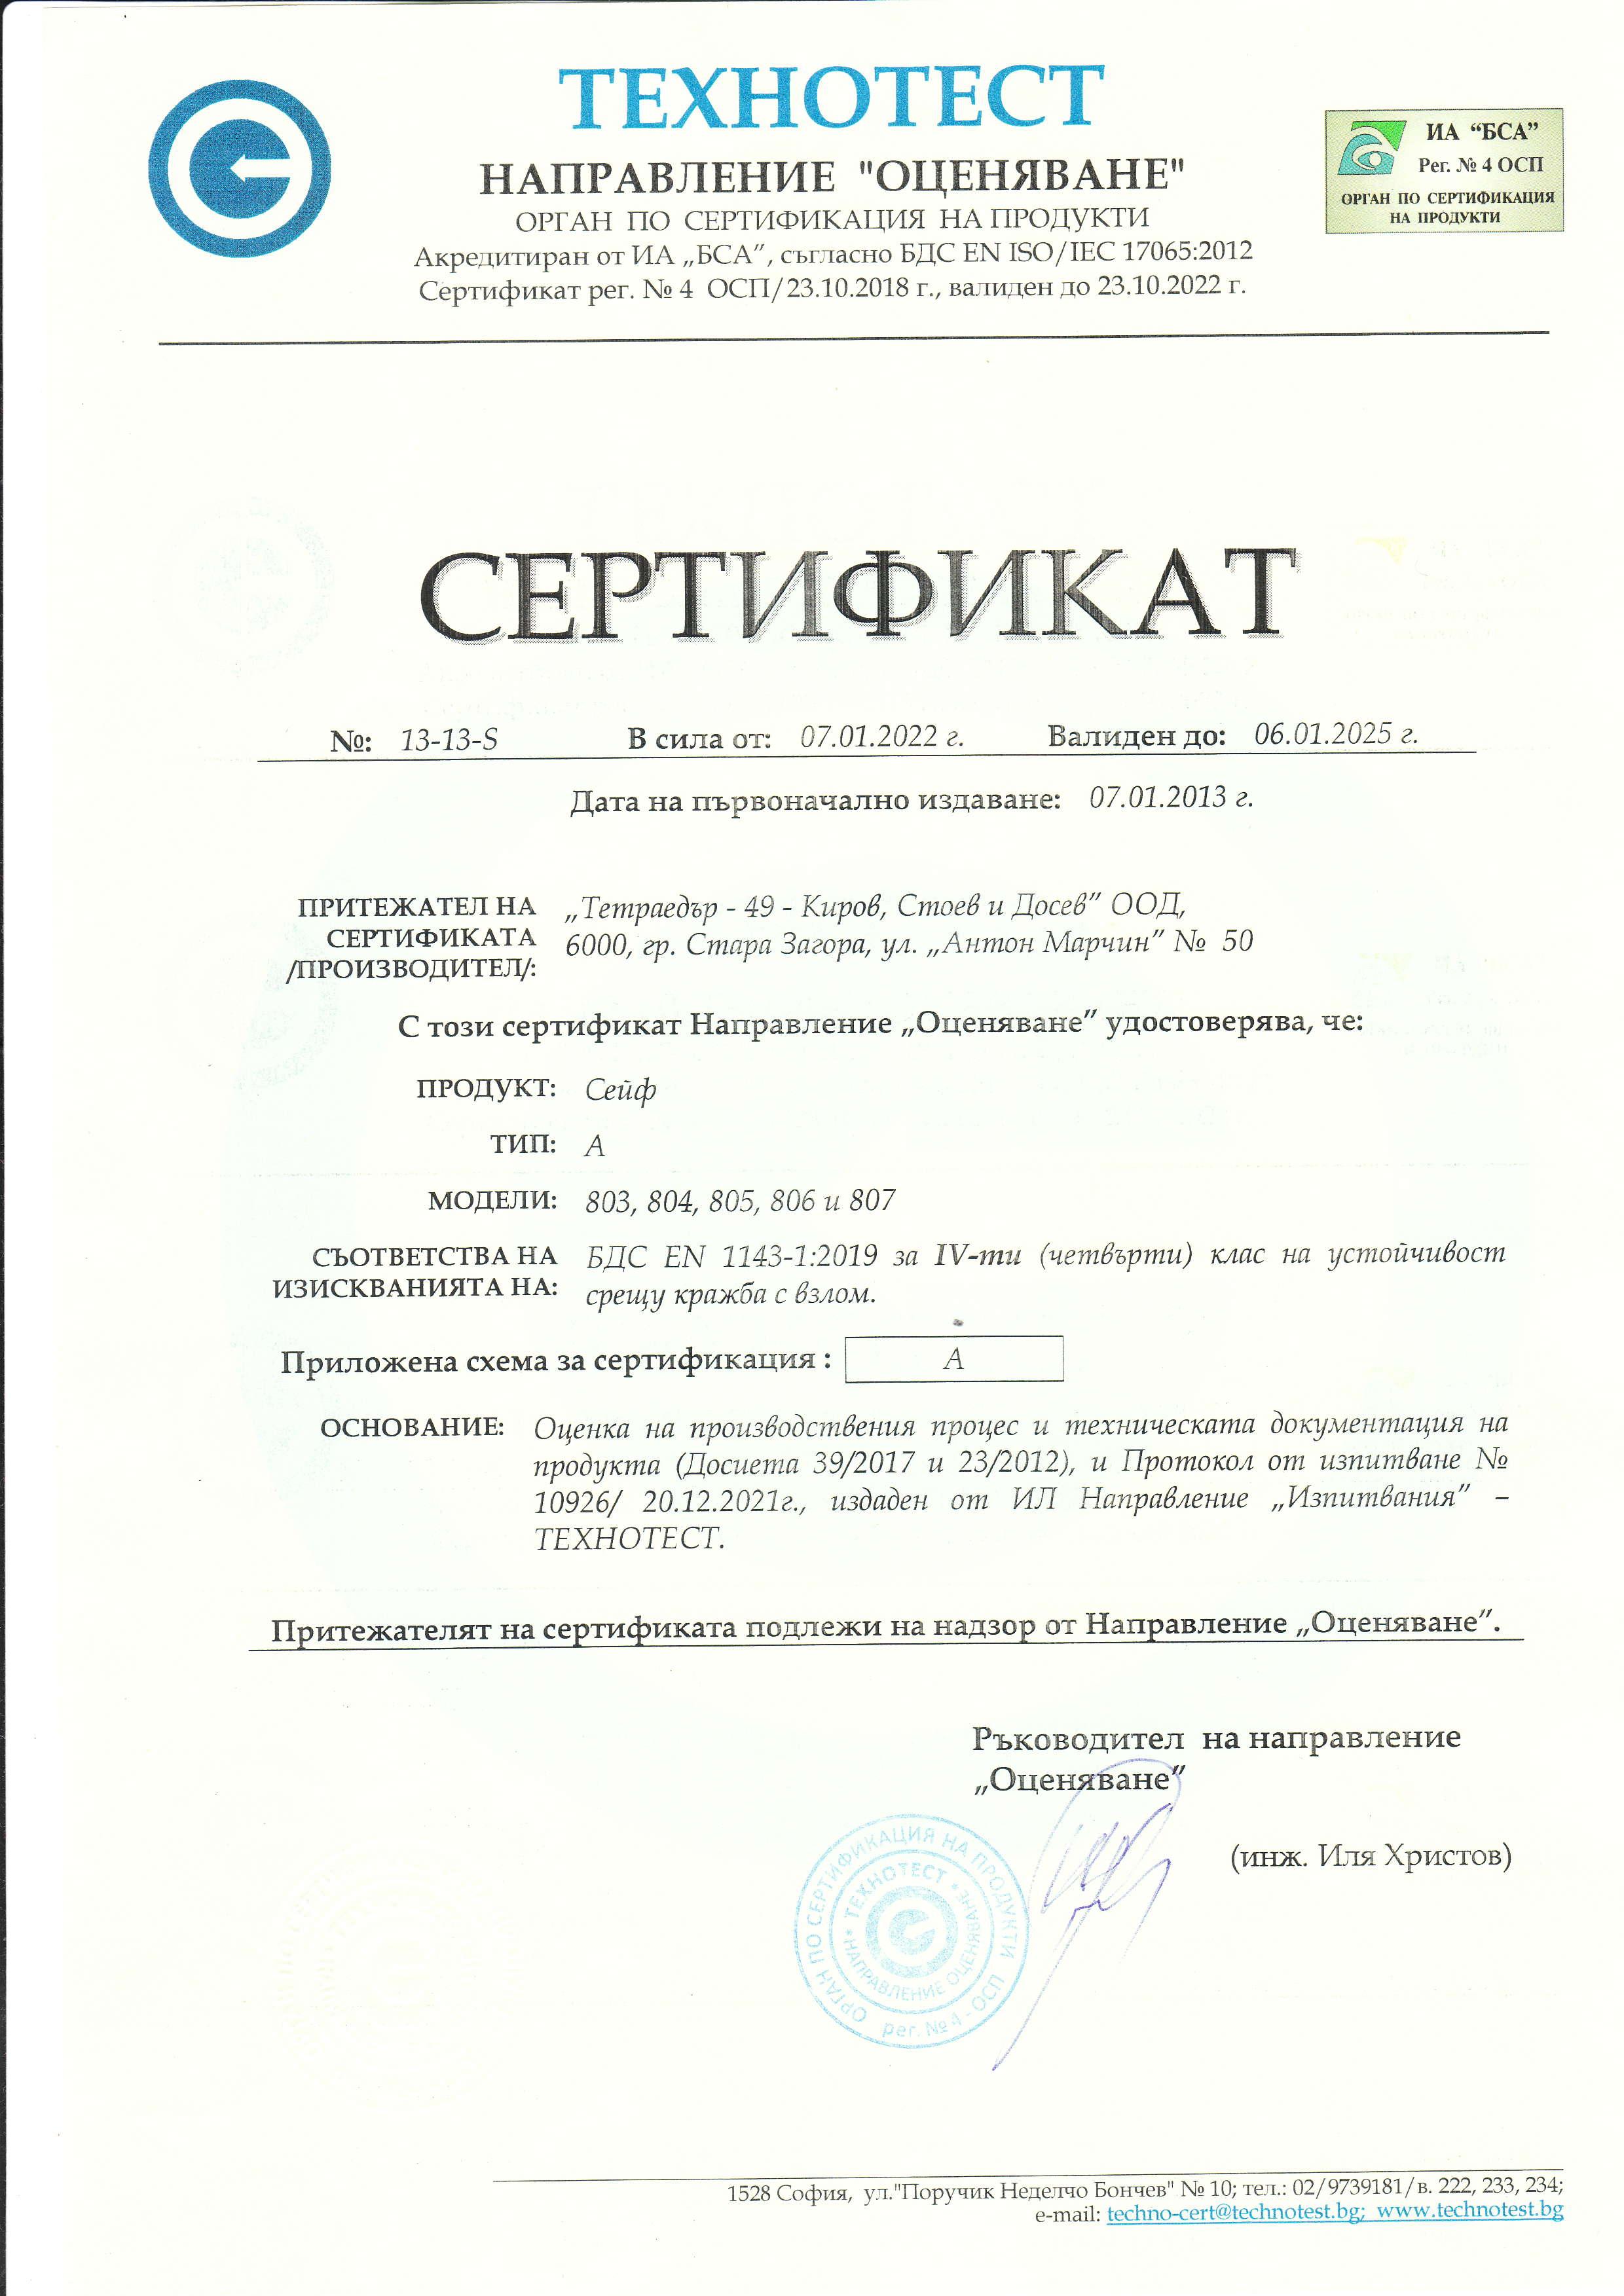 ТЕХНОТЕСТ
НАПРАВЛЕНИЕ "ОЦЕНЯВАНЕ"
ОРГАН ПО СЕРТИФИКАЦИЯ НА ПРОДУКТИ
Акредитиран от ИА „БСА”, съгласно БДС EN ISO/IEC 17065:2012
Сертификат рег. № 4 ОСП/23.10.2018 г., валиден до 23.10.2022 г.
ИА “БСА”
Рег. № 4 ОСП
ОРГАН ПО СЕРТИФИКАЦИЯ
НА ПРОДУКТИ
СЕРТИФИКАТ
№: 13-13-S В сила от: 07.01.2022 г. Валиден до: 06.01.2025 г.
Дата на първоначално издаване: 07.01.2013 г.
ПРИТЕЖАТЕЛ НА
СЕРТИФИКАТА
/ПРОИЗВОДИТЕЛ/:
„Тетраедър - 49 - Киров, Стоев и Досев” ООД,
6000, гр. Стара Загора, ул. „Антон Марчин” № 50
С този сертификат Направление „Оценяване” удостоверява, че:
ПРОДУКТ: Сейф
ТИП: А
МОДЕЛИ: 803, 804, 805, 806 и 807
СЪОТВЕТСТВА НА
ИЗИСКВАНИЯТА НА:
БДС EN 1143-1:2019 за IV-ти (четвърти) клас на устойчивост
срещу кражба с взлом.
Приложена схема за сертификация : А
ОСНОВАНИЕ: Оценка на производствения процес и техническата документация на
продукта (Досиета 39/2017 и 23/2012), и Протокол от изпитване №
10926/ 20.12.2021г., издаден от ИЛ Направление „Изпитвания” –
ТЕХНОТЕСТ.
Притежателят на сертификата подлежи на надзор от Направление „Оценяване”.
Ръководител на направление
„Оценяване”
(инж. Иля Христов)
ОРГАН ПО СЕРТИФИКАЦИЯ НА ПРОДУКТИ
рег. № 4 - ОСП
ТЕХНОТЕСТ
НАПРАВЛЕНИЕ ОЦЕНЯВАНЕ
1528 София, ул."Поручик Неделчо Бончев" № 10; тел.: 02/9739181/в. 222, 233, 234;
e-mail: techno-cert@technotest.bg; www.technotest.bg